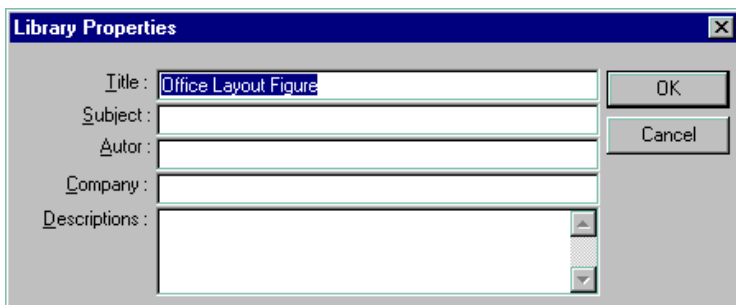 Library Properties
Title : Office Layout Figure
OK
Subject :
Cancel
Autor :
Company :
Descriptions :